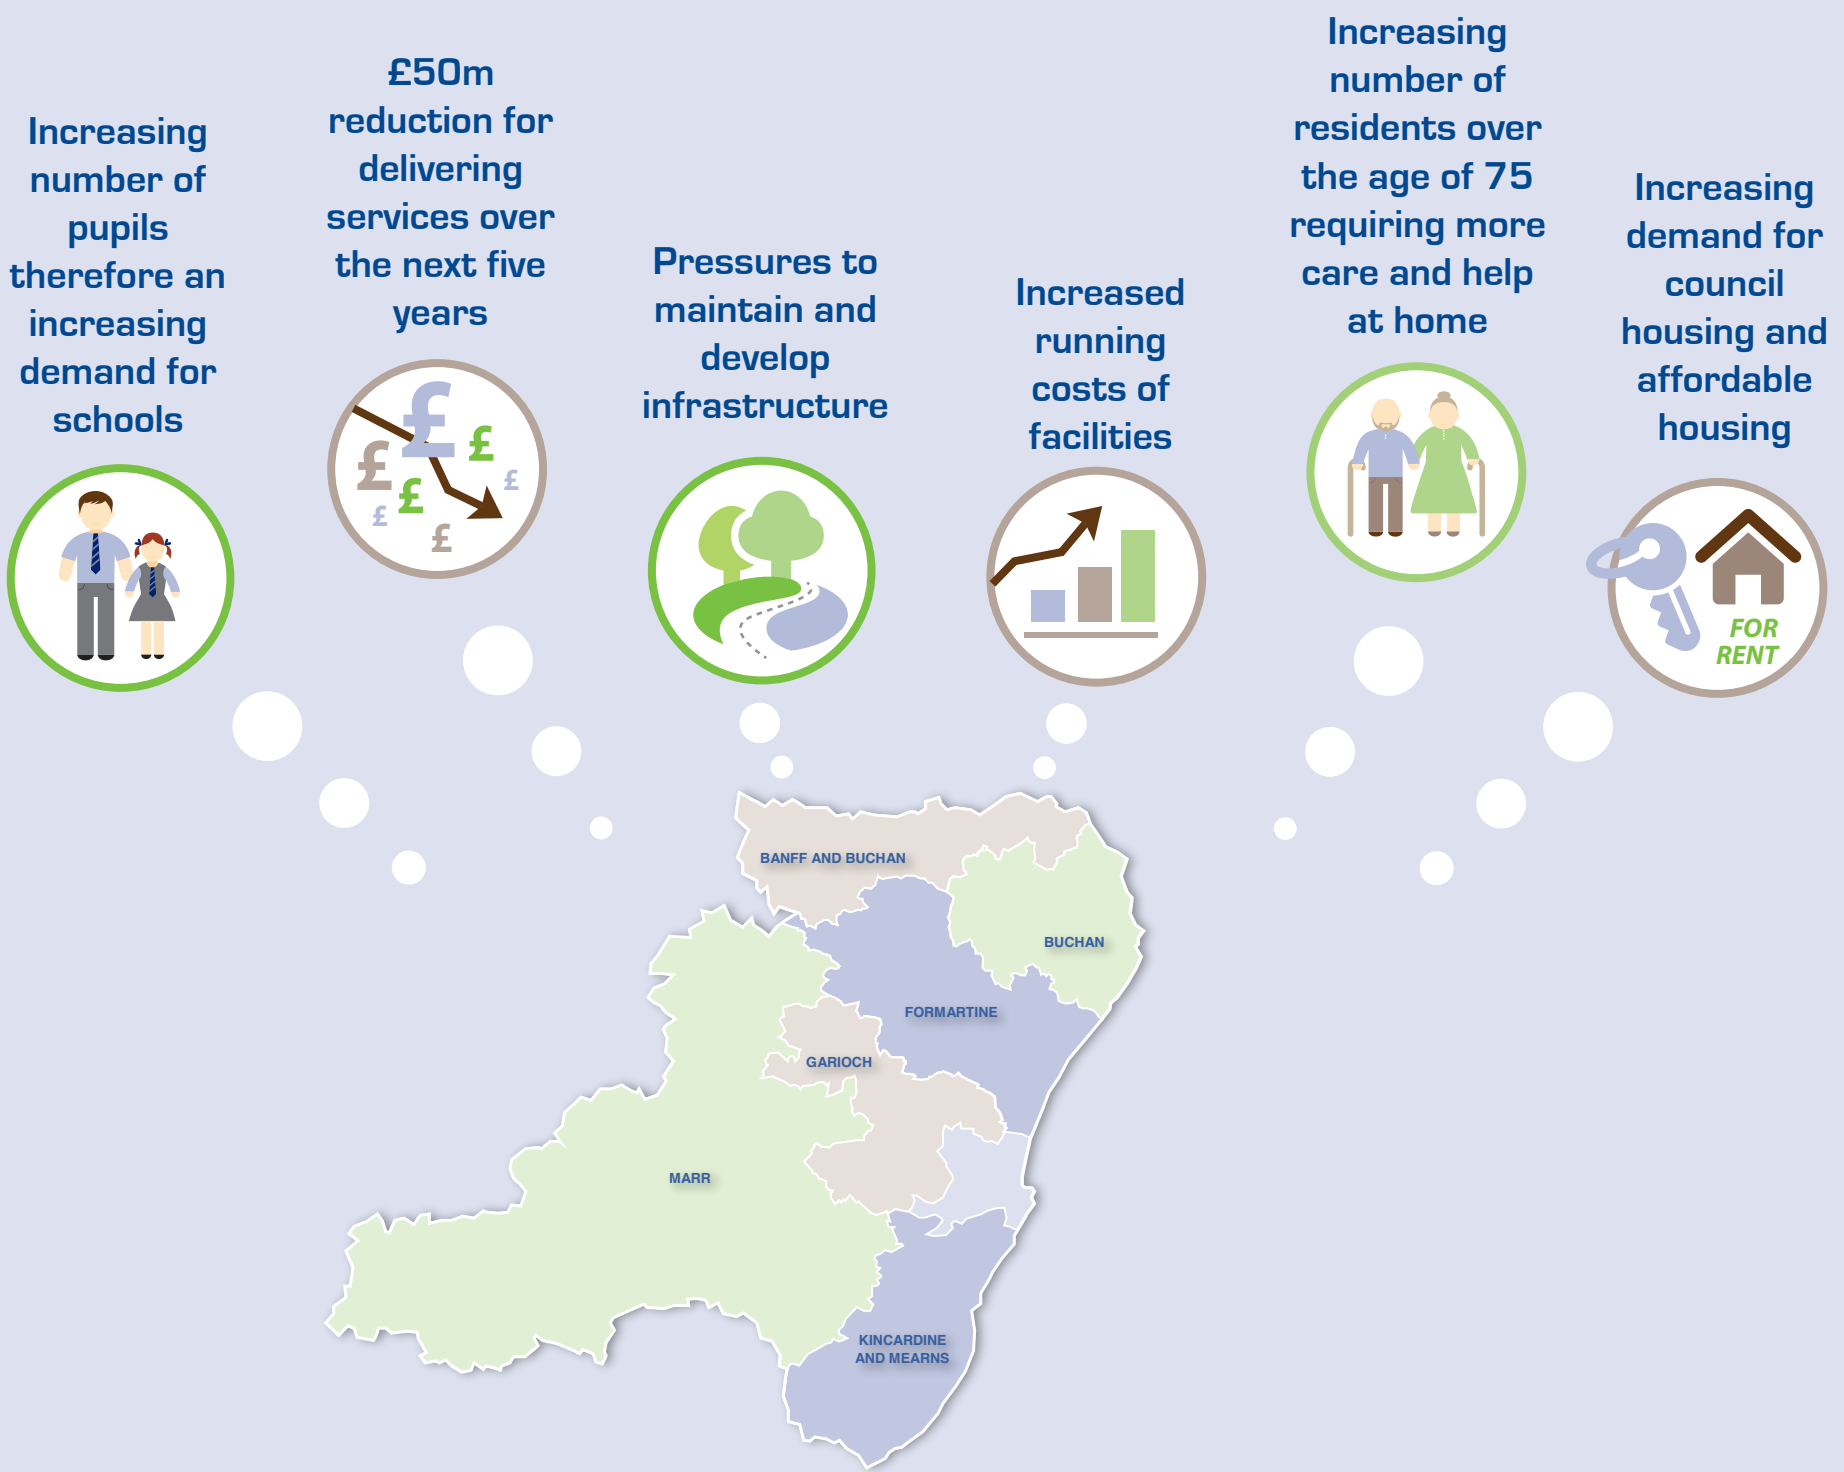 Increasing
number of
pupils
therefore an
increasing
demand for
schools
£50m
reduction for
delivering
services over
the next five
years
£
£
£
£
£
£
£
Pressures to
maintain and
develop
infrastructure
Increased
running
costs of
facilities
Increasing
number of
residents over
the age of 75
requiring more
care and help
at home
Increasing
demand for
council
housing and
affordable
housing
FOR
RENT
BANFF AND BUCHAN
BUCHAN
FORMARTINE
GARIOCH
MARR
KINCARDINE
AND MEARNS